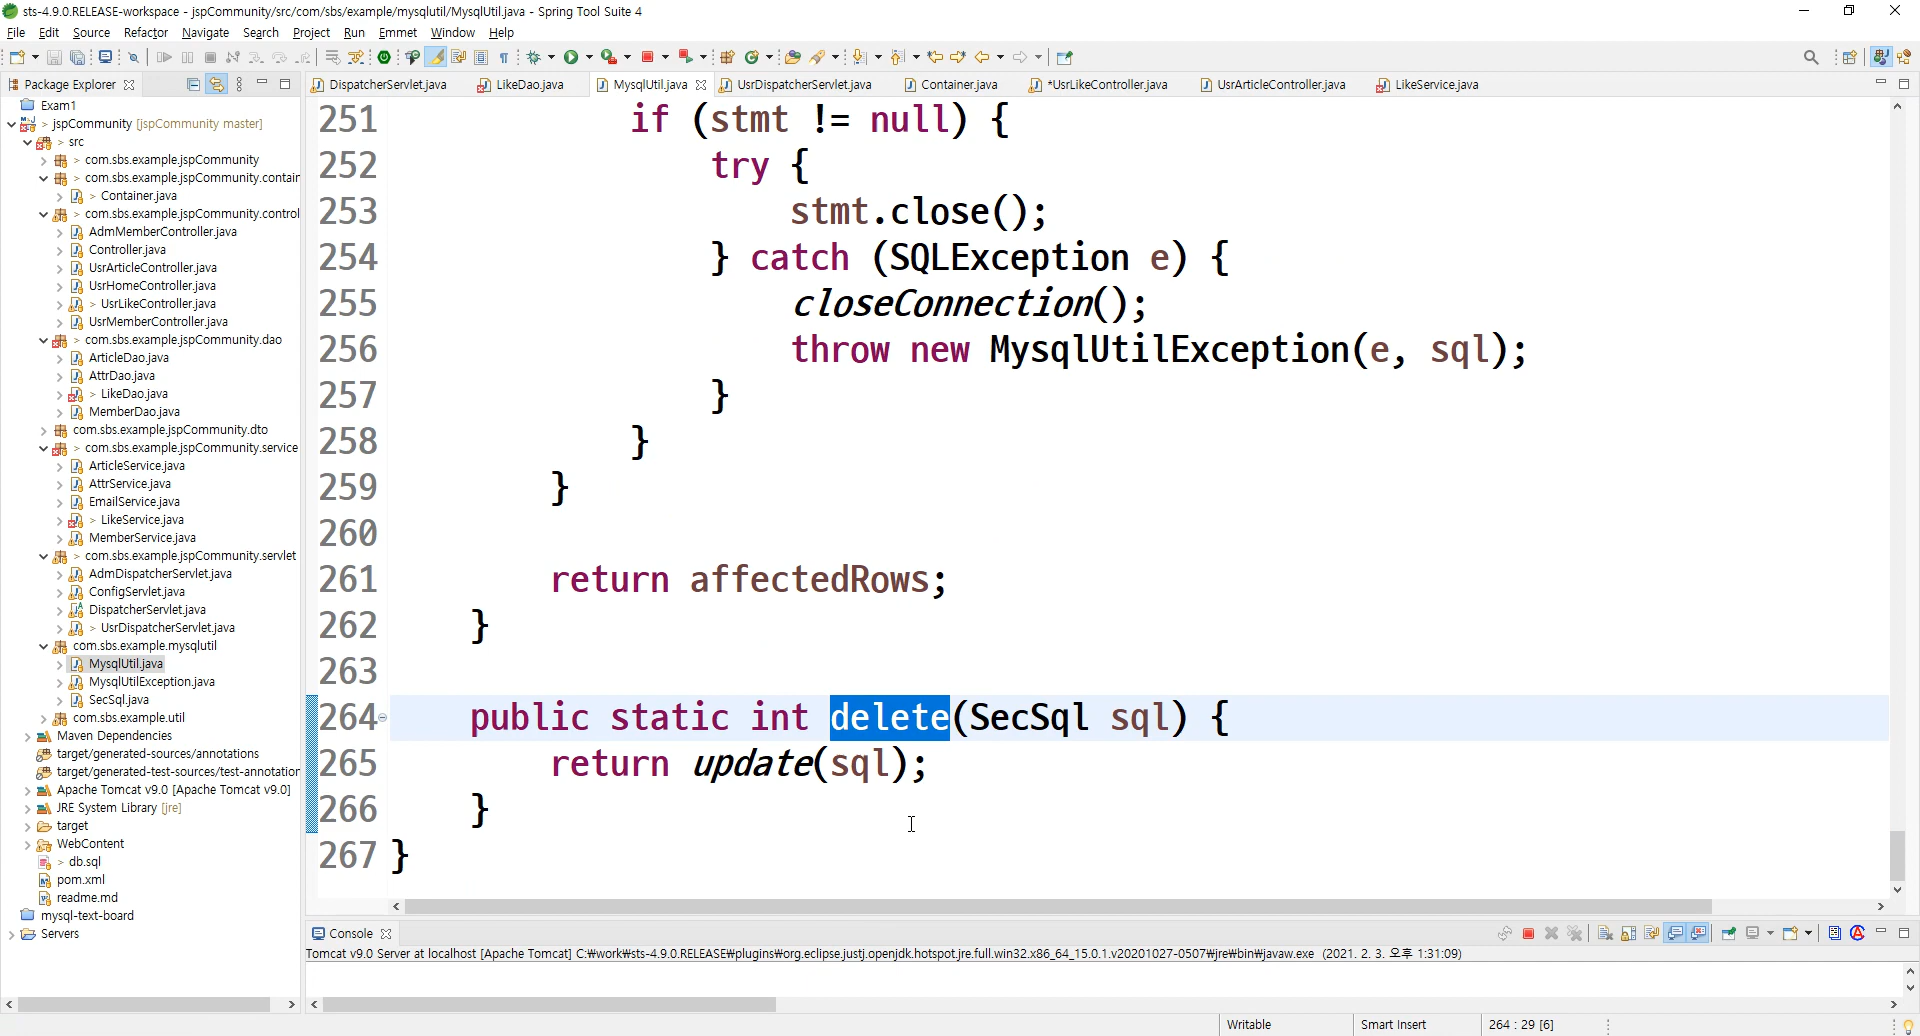 sts-4.9.0.RELEASE-workspace - jspCommunity/src/com/sbs/example/mysqlutil/MysqlUtil.java - Spring Tool Suite 4
File Edit Source Refactor Navigate Search Project Run Emmet Window Help
Package Explorer
DispatcherServlet.java LikeDao.java MysqlUtil.java UsrDispatcherServlet.java Container.java *UsrLikeController.java UsrArticleController.java LikeService.java
Exam1
> jspCommunity [jspCommunity master]
> src
> com.sbs.example.jspCommunity
> com.sbs.example.jspCommunity.contair
> Container.java
> com.sbs.example.jspCommunity.control
AdmMemberController.java
Controller.java
UsrArticleController.java
UsrHomeController.java
> UsrLikeController.java
UsrMemberController.java
> com.sbs.example.jspCommunity.dao
ArticleDao.java
AttrDao.java
> LikeDao.java
MemberDao.java
com.sbs.example.jspCommunity.dto
> com.sbs.example.jspCommunity.service
ArticleService.java
AttrService.java
EmailService.java
> LikeService.java
MemberService.java
> com.sbs.example.jspCommunity.servlet
AdmDispatcherServlet.java
ConfigServlet.java
DispatcherServlet.java
> UsrDispatcherServlet.java
com.sbs.example.mysqlutil
MysqlUtil.java
MysqlUtilException.java
SecSql.java
com.sbs.example.util
Maven Dependencies
target/generated-sources/annotations
target/generated-test-sources/test-annotation
Apache Tomcat v9.0 [Apache Tomcat v9.0]
JRE System Library [jre]
target
WebContent
> db.sql
pom.xml
readme.md
mysql-text-board
Servers
251 if (stmt != null) {
252 try {
253 stmt.close();
254 } catch (SQLException e) {
255 closeConnection();
256 throw new MysqlUtilException(e, sql);
257 }
258 }
259 }
260
261 return affectedRows;
262 }
263
264 public static int delete(SecSql sql) {
265 return update(sql);
266 }
267 }
Console
Tomcat v9.0 Server at localhost [Apache Tomcat] C:₩work₩sts-4.9.0.RELEASE₩plugins₩org.eclipse.justj.openjdk.hotspot.jre.full.win32.x86_64_15.0.1.v20201027-0507₩jre₩bin₩javaw.exe (2021. 2. 3. 오후 1:31:09)
Writable Smart Insert 264 : 29 [6]